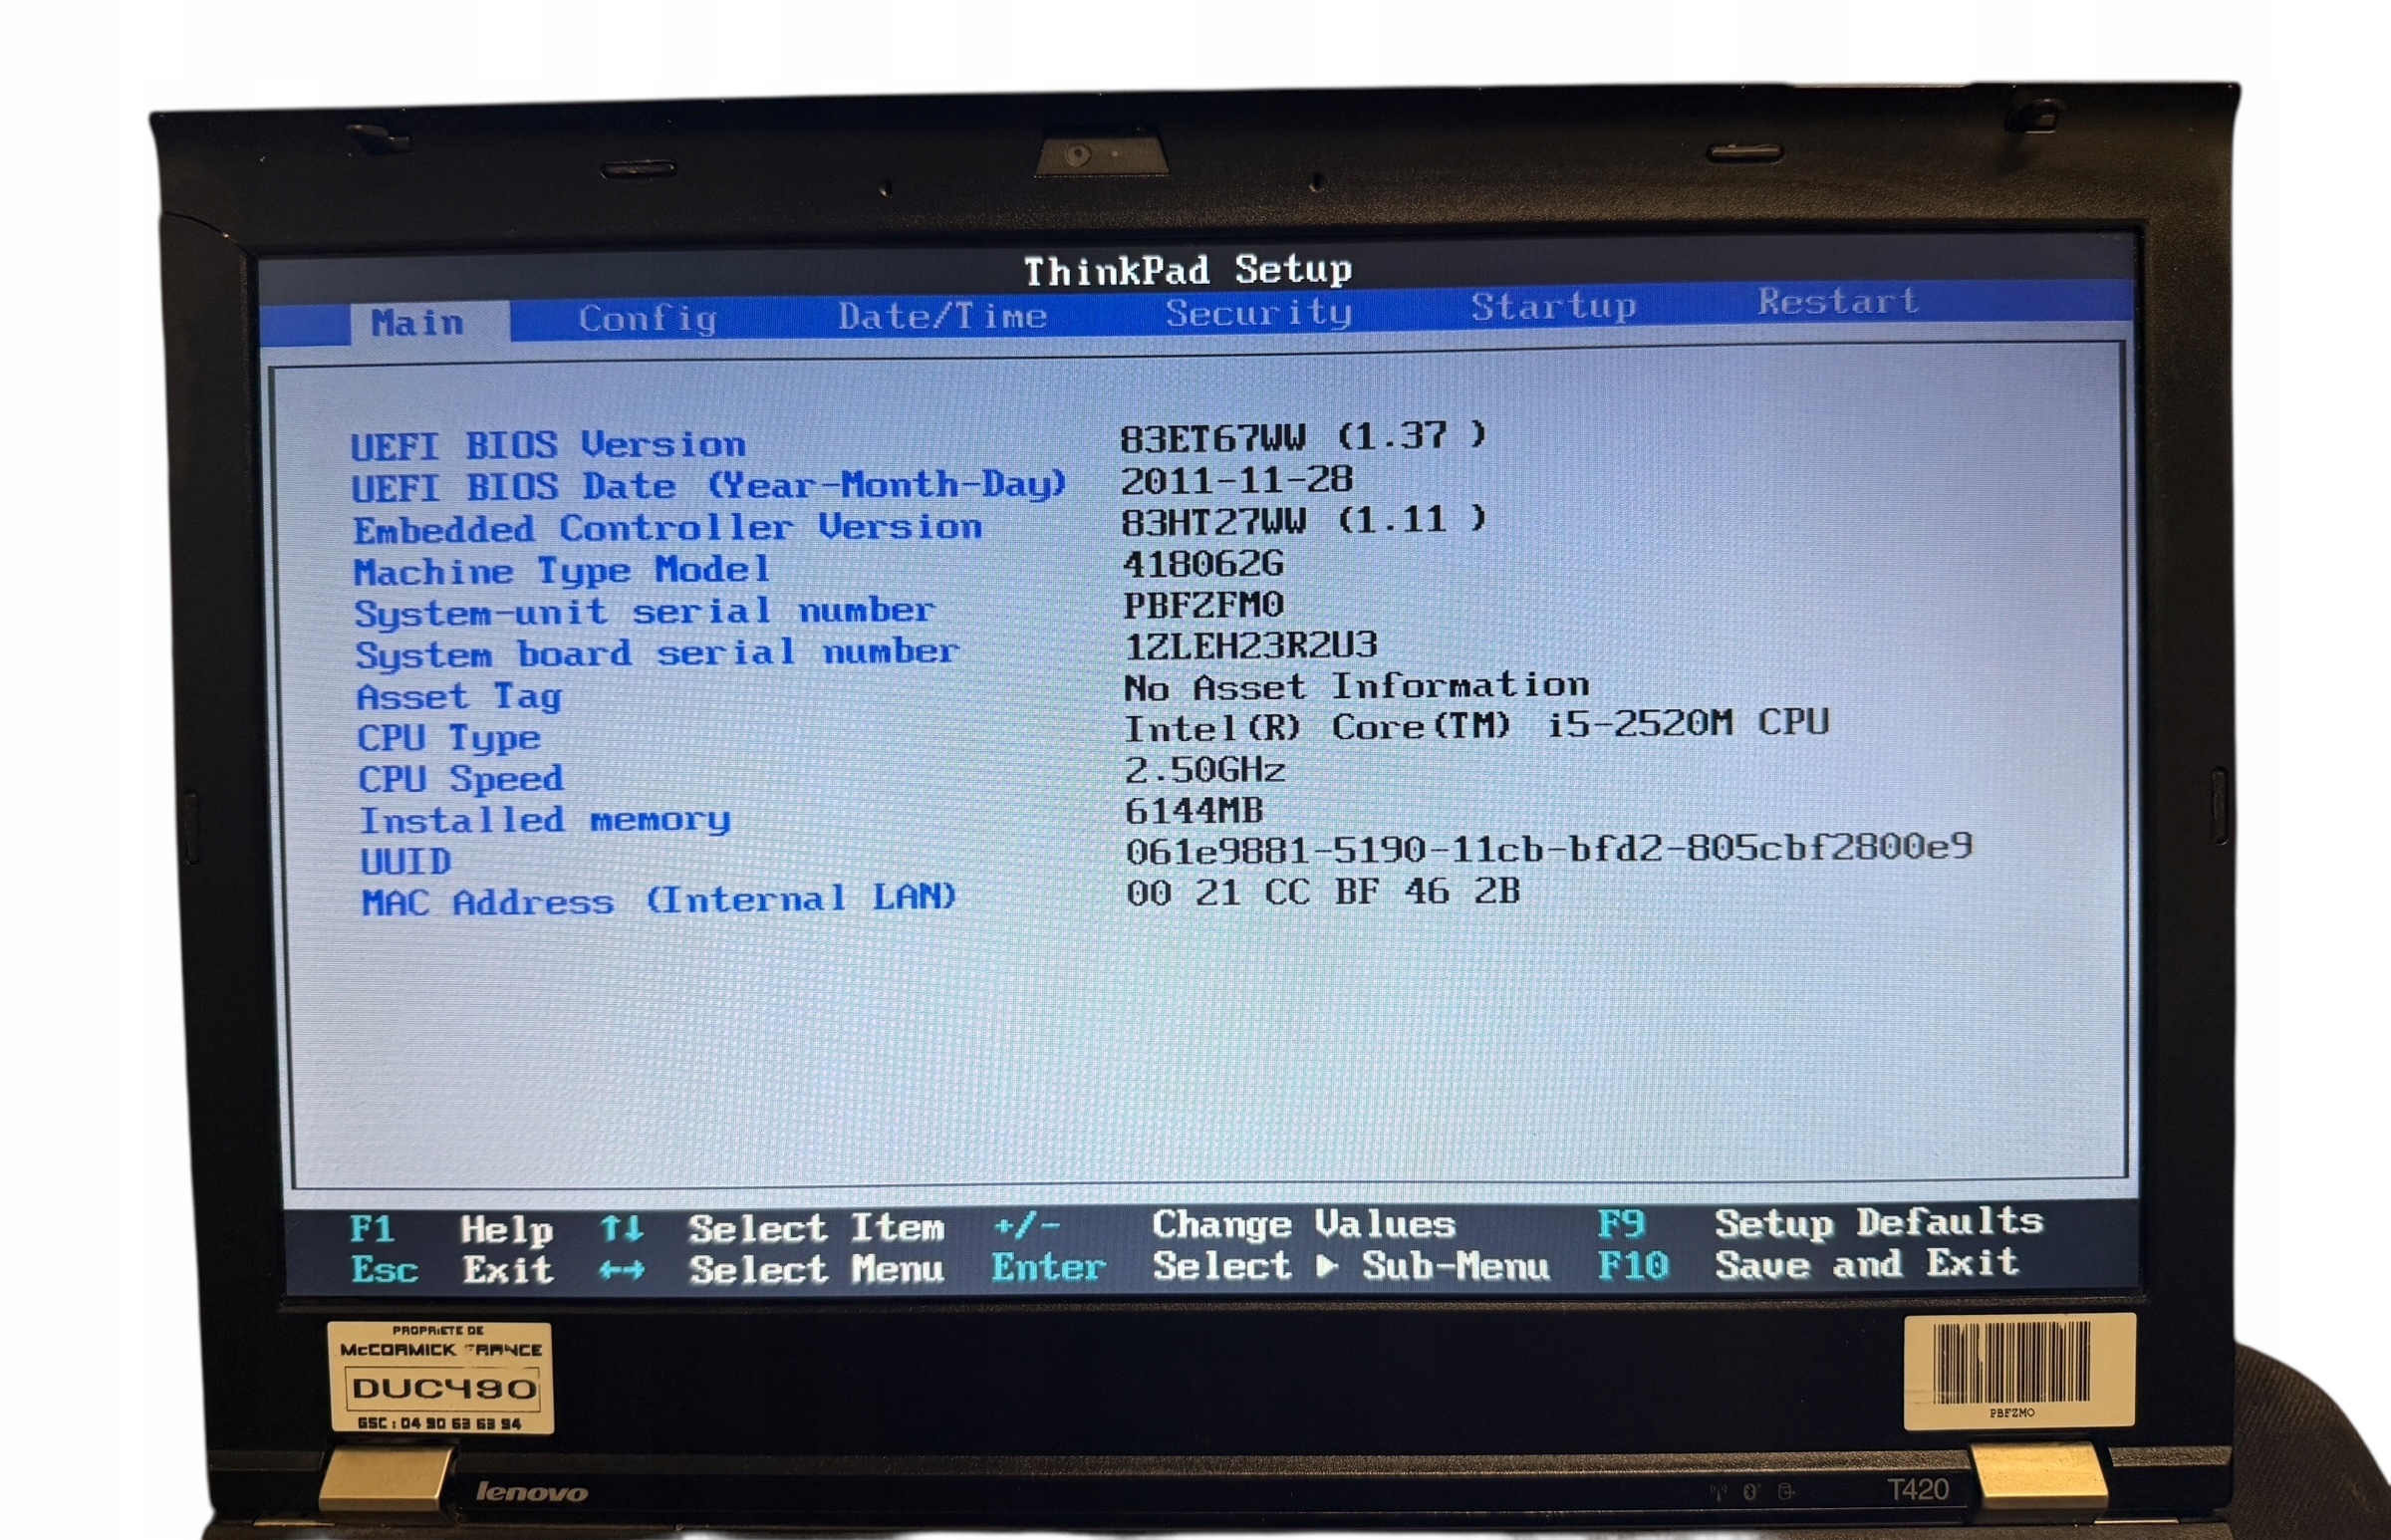 ThinkPad Setup
Main Config Date/Time Security Startup Restart
UEFI BIOS Version 83ET67WW (1.37 )
UEFI BIOS Date (Year-Month-Day) 2011-11-28
Embedded Controller Version 83HT27WW (1.11 )
Machine Type Model 418062G
System-unit serial number PBFZFM0
System board serial number 1ZLEH23R2U3
Asset Tag No Asset Information
CPU Type Intel(R) Core(TM) i5-2520M CPU
CPU Speed 2.50GHz
Installed memory 6144MB
UUID 061e9881-5190-11cb-bfd2-805cbf2800e9
MAC Address (Internal LAN) 00 21 CC BF 46 2B
F1 Help ↑↓ Select Item +/- Change Values F9 Setup Defaults
Esc Exit ←→ Select Menu Enter Select ▶ Sub-Menu F10 Save and Exit
PROPRIETE DE
McCORMICK FRANCE
DUC490
GSC : 04 90 63 63 94
PBFZMO
lenovo
T420